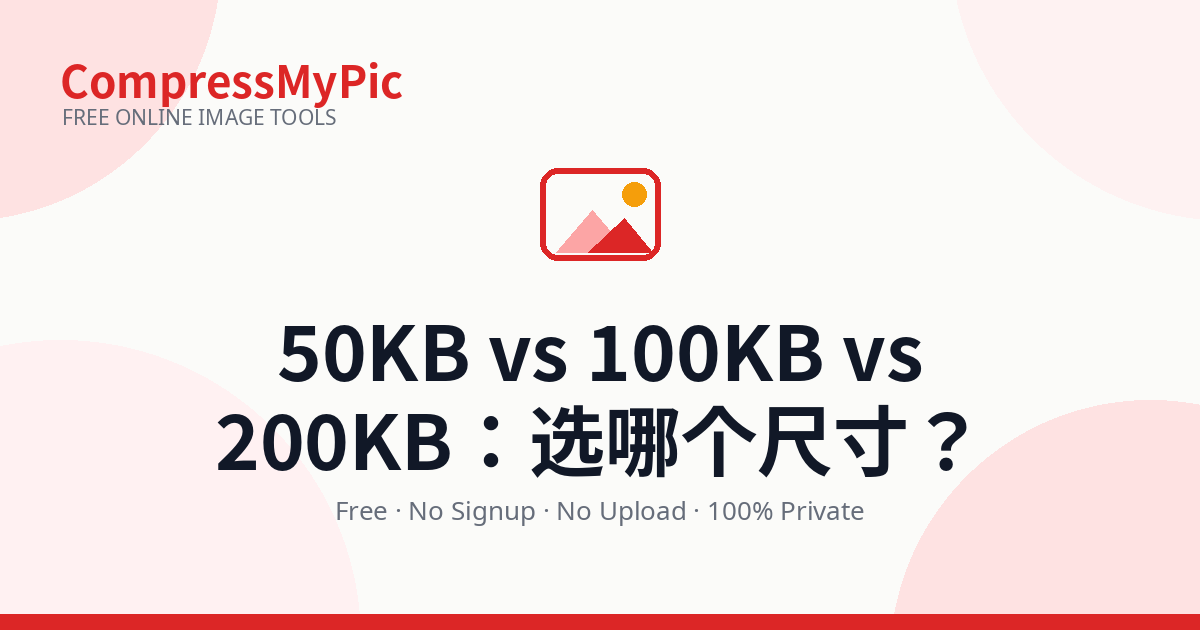 CompressMyPic
FREE ONLINE IMAGE TOOLS
50KB vs 100KB vs
200KB：选哪个尺寸？
Free · No Signup · No Upload · 100% Private